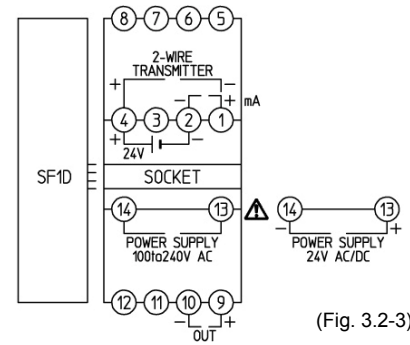 8 7 6 5
2-WIRE
TRANSMITTER
+ −
− + mA
4 3 2 1
+ 24V −
SF1D
SOCKET
14 13
POWER SUPPLY
100to240V AC
14 13
− +
POWER SUPPLY
24V AC/DC
12 11 10 9
− +
OUT
(Fig. 3.2-3)